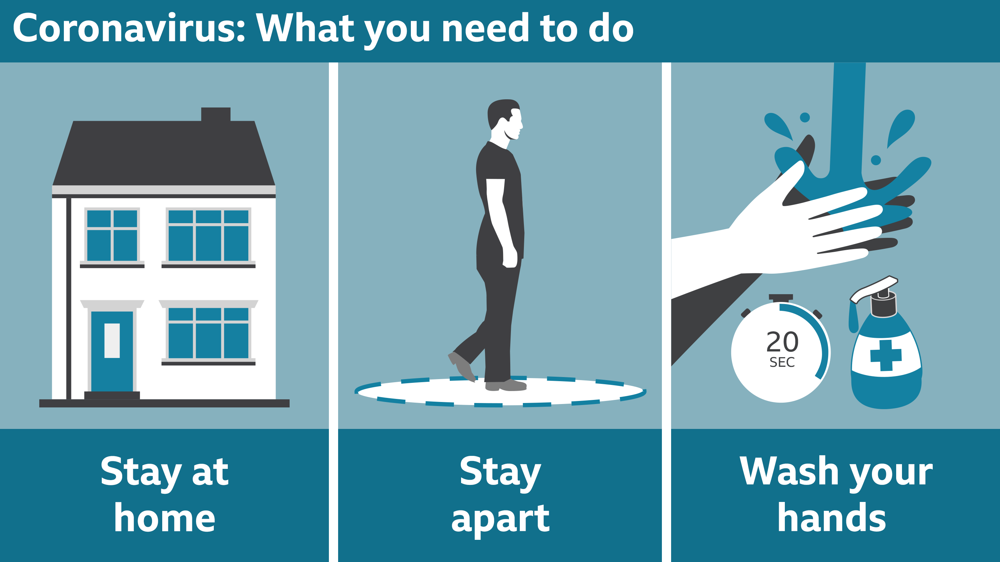 Coronavirus: What you need to do
20
SEC
Stay at
home
Stay
apart
Wash your
hands